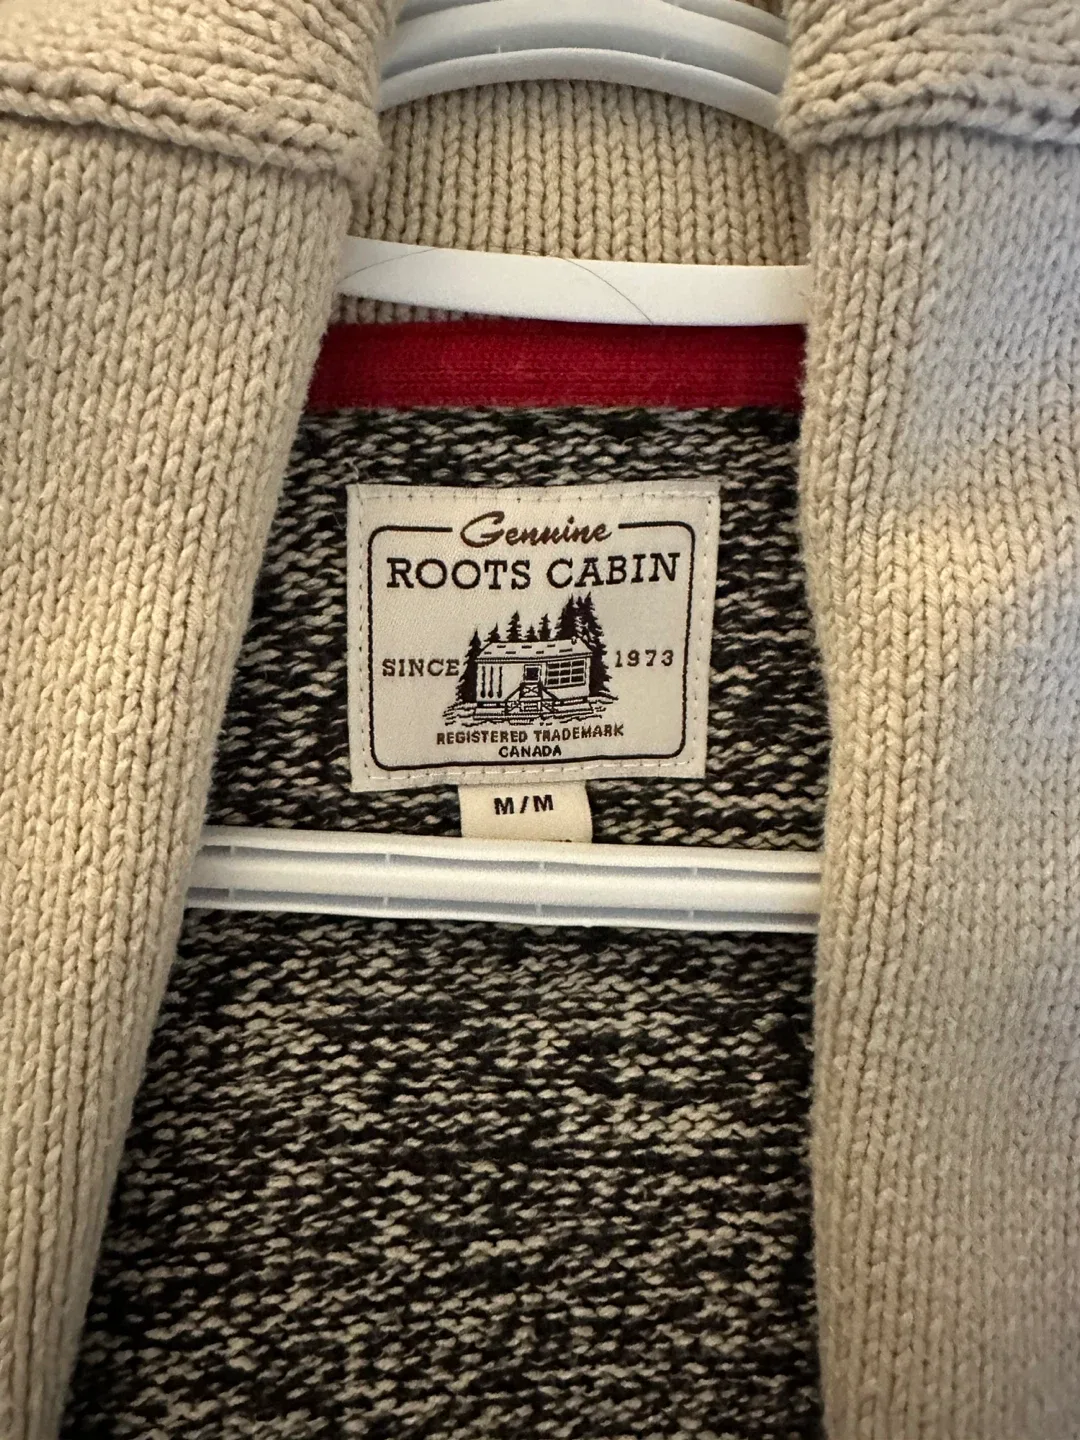 Genuine
ROOTS CABIN
SINCE 1973
REGISTERED TRADEMARK
CANADA
M/M